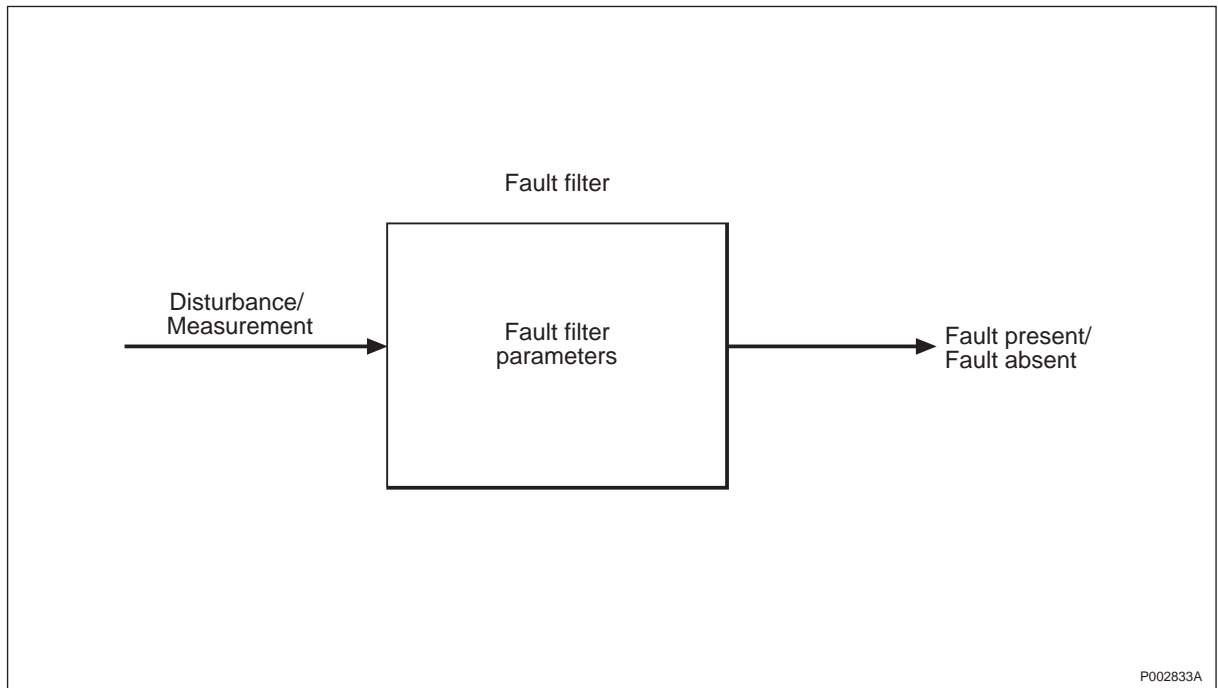 Fault filter
Disturbance/
Measurement
Fault filter
parameters
Fault present/
Fault absent
P002833A